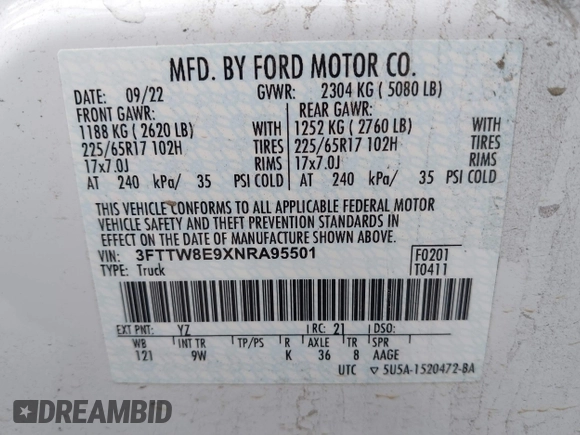 MFD. BY FORD MOTOR CO.
DATE: 09/22 GVWR: 2304 KG ( 5080 LB)
FRONT GAWR: REAR GAWR:
1188 KG ( 2620 LB) WITH 1252 KG ( 2760 LB) WITH
225/65R17 102H TIRES 225/65R17 102H TIRES
17x7.0J RIMS 17x7.0J RIMS
AT 240 kPa/ 35 PSI COLD AT 240 kPa/ 35 PSI COLD
THIS VEHICLE CONFORMS TO ALL APPLICABLE FEDERAL MOTOR
VEHICLE SAFETY AND THEFT PREVENTION STANDARDS IN
EFFECT ON THE DATE OF MANUFACTURE SHOWN ABOVE.
VIN: 3FTTW8E9XNRA95501 F0201
TYPE: Truck T0411
EXT PNT: YZ RC: 21 DSO:
WB INT TR TP/PS R AXLE TR SPR
121 9W K 36 8 AAGE
UTC ▽ 5U5A-1520472-BA
DREAMBID